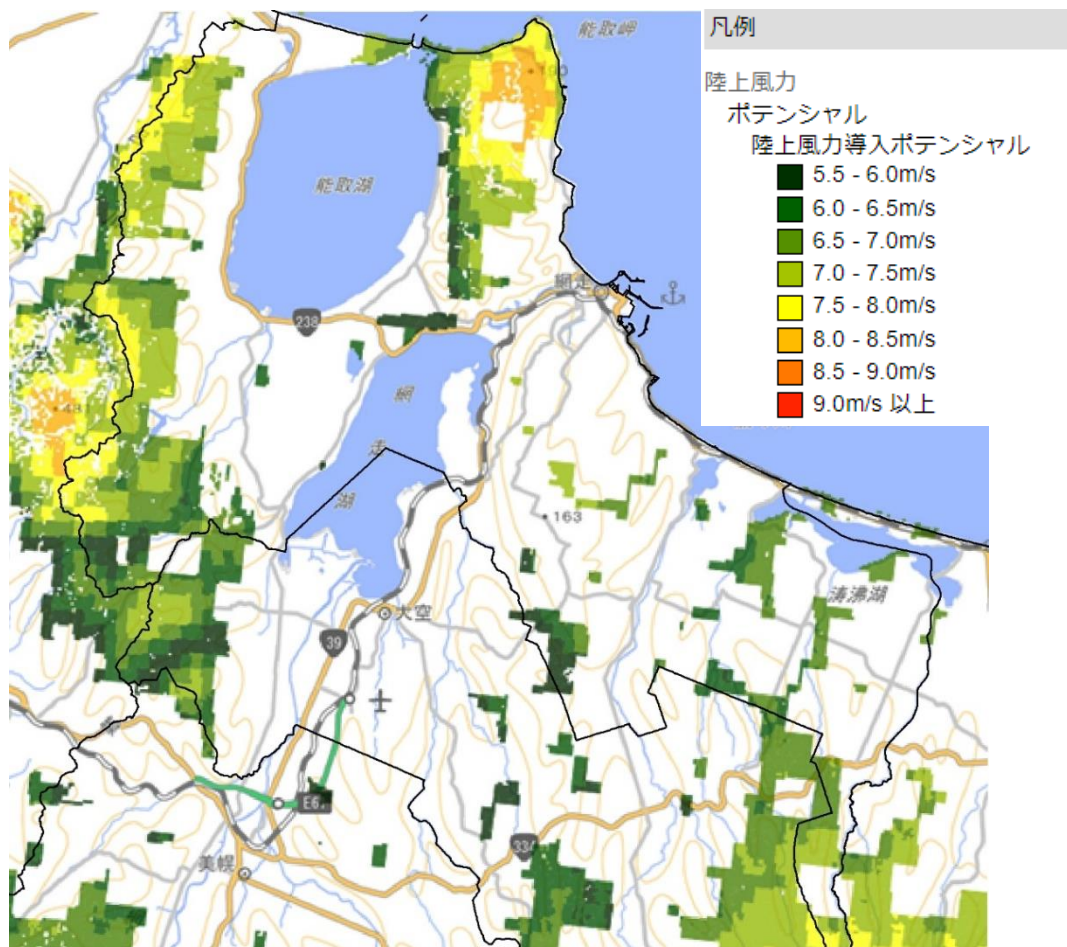 凡例
陸上風力
ポテンシャル
陸上風力導入ポテンシャル
5.5 - 6.0m/s
6.0 - 6.5m/s
6.5 - 7.0m/s
7.0 - 7.5m/s
7.5 - 8.0m/s
8.0 - 8.5m/s
8.5 - 9.0m/s
9.0m/s 以上
能取岬
能取湖
網走
238
481
網
走
湖
163
涛沸湖
大空
39
334
美幌